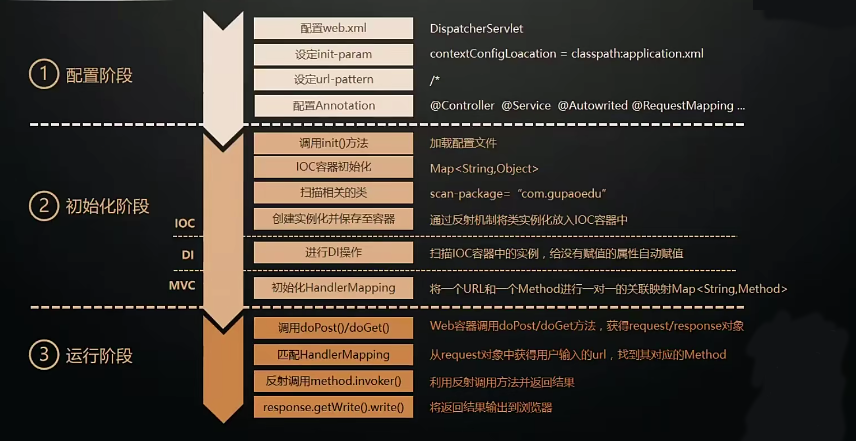 ① 配置阶段
配置web.xml DispatcherServlet
设定init-param contextConfigLoacation = classpath:application.xml
设定url-pattern /*
配置Annotation @Controller @Service @Autowrited @RequestMapping ...
② 初始化阶段
调用init()方法 加载配置文件
IOC容器初始化 Map<String,Object>
扫描相关的类 scan-package= “com.gupaoedu”
IOC 创建实例化并保存至容器 通过反射机制将类实例化放入IOC容器中
DI 进行DI操作 扫描IOC容器中的实例，给没有赋值的属性自动赋值
MVC 初始化HandlerMapping 将一个URL和一个Method进行一对一的关联映射Map<String,Method>
③ 运行阶段
调用doPost()/doGet() Web容器调用doPost/doGet方法，获得request/response对象
匹配HandlerMapping 从request对象中获得用户输入的url，找到其对应的Method
反射调用method.invoker() 利用反射调用方法并返回结果
response.getWrite().write() 将返回结果输出到浏览器